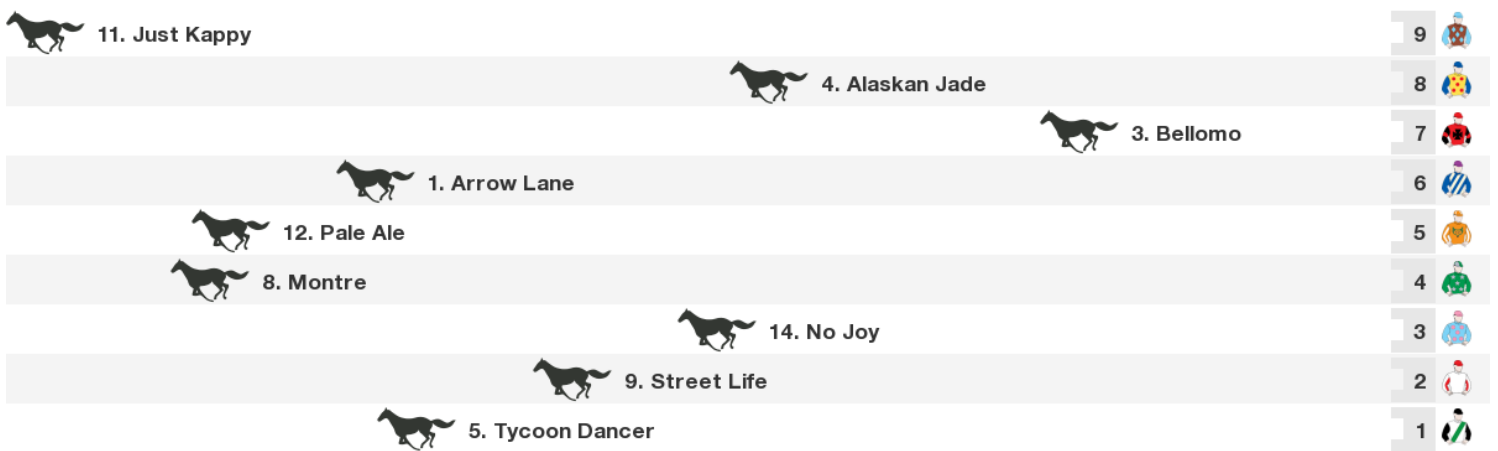 11. Just Kappy 9
4. Alaskan Jade 8
3. Bellomo 7
1. Arrow Lane 6
12. Pale Ale 5
8. Montre 4
14. No Joy 3
9. Street Life 2
5. Tycoon Dancer 1